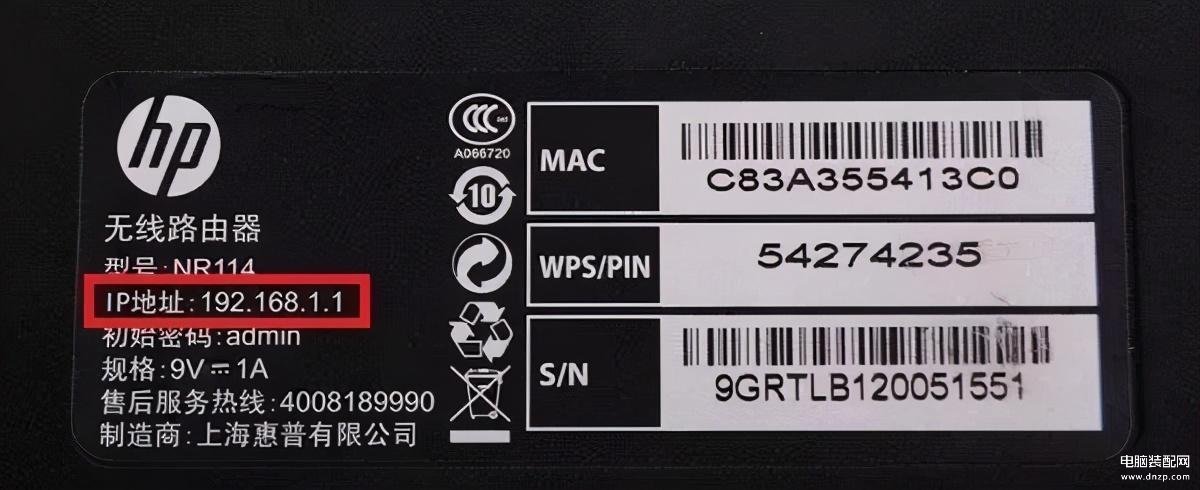 hp
无线路由器
型号:NR114
IP地址:192.168.1.1
初始密码:admin
规格:9V⎓1A
售后服务热线:4008189990
制造商:上海惠普有限公司
A066720
10
MAC
C83A355413C0
WPS/PIN
54274235
S/N
9GRTLB120051551
电脑装配网
www.dnzp.com